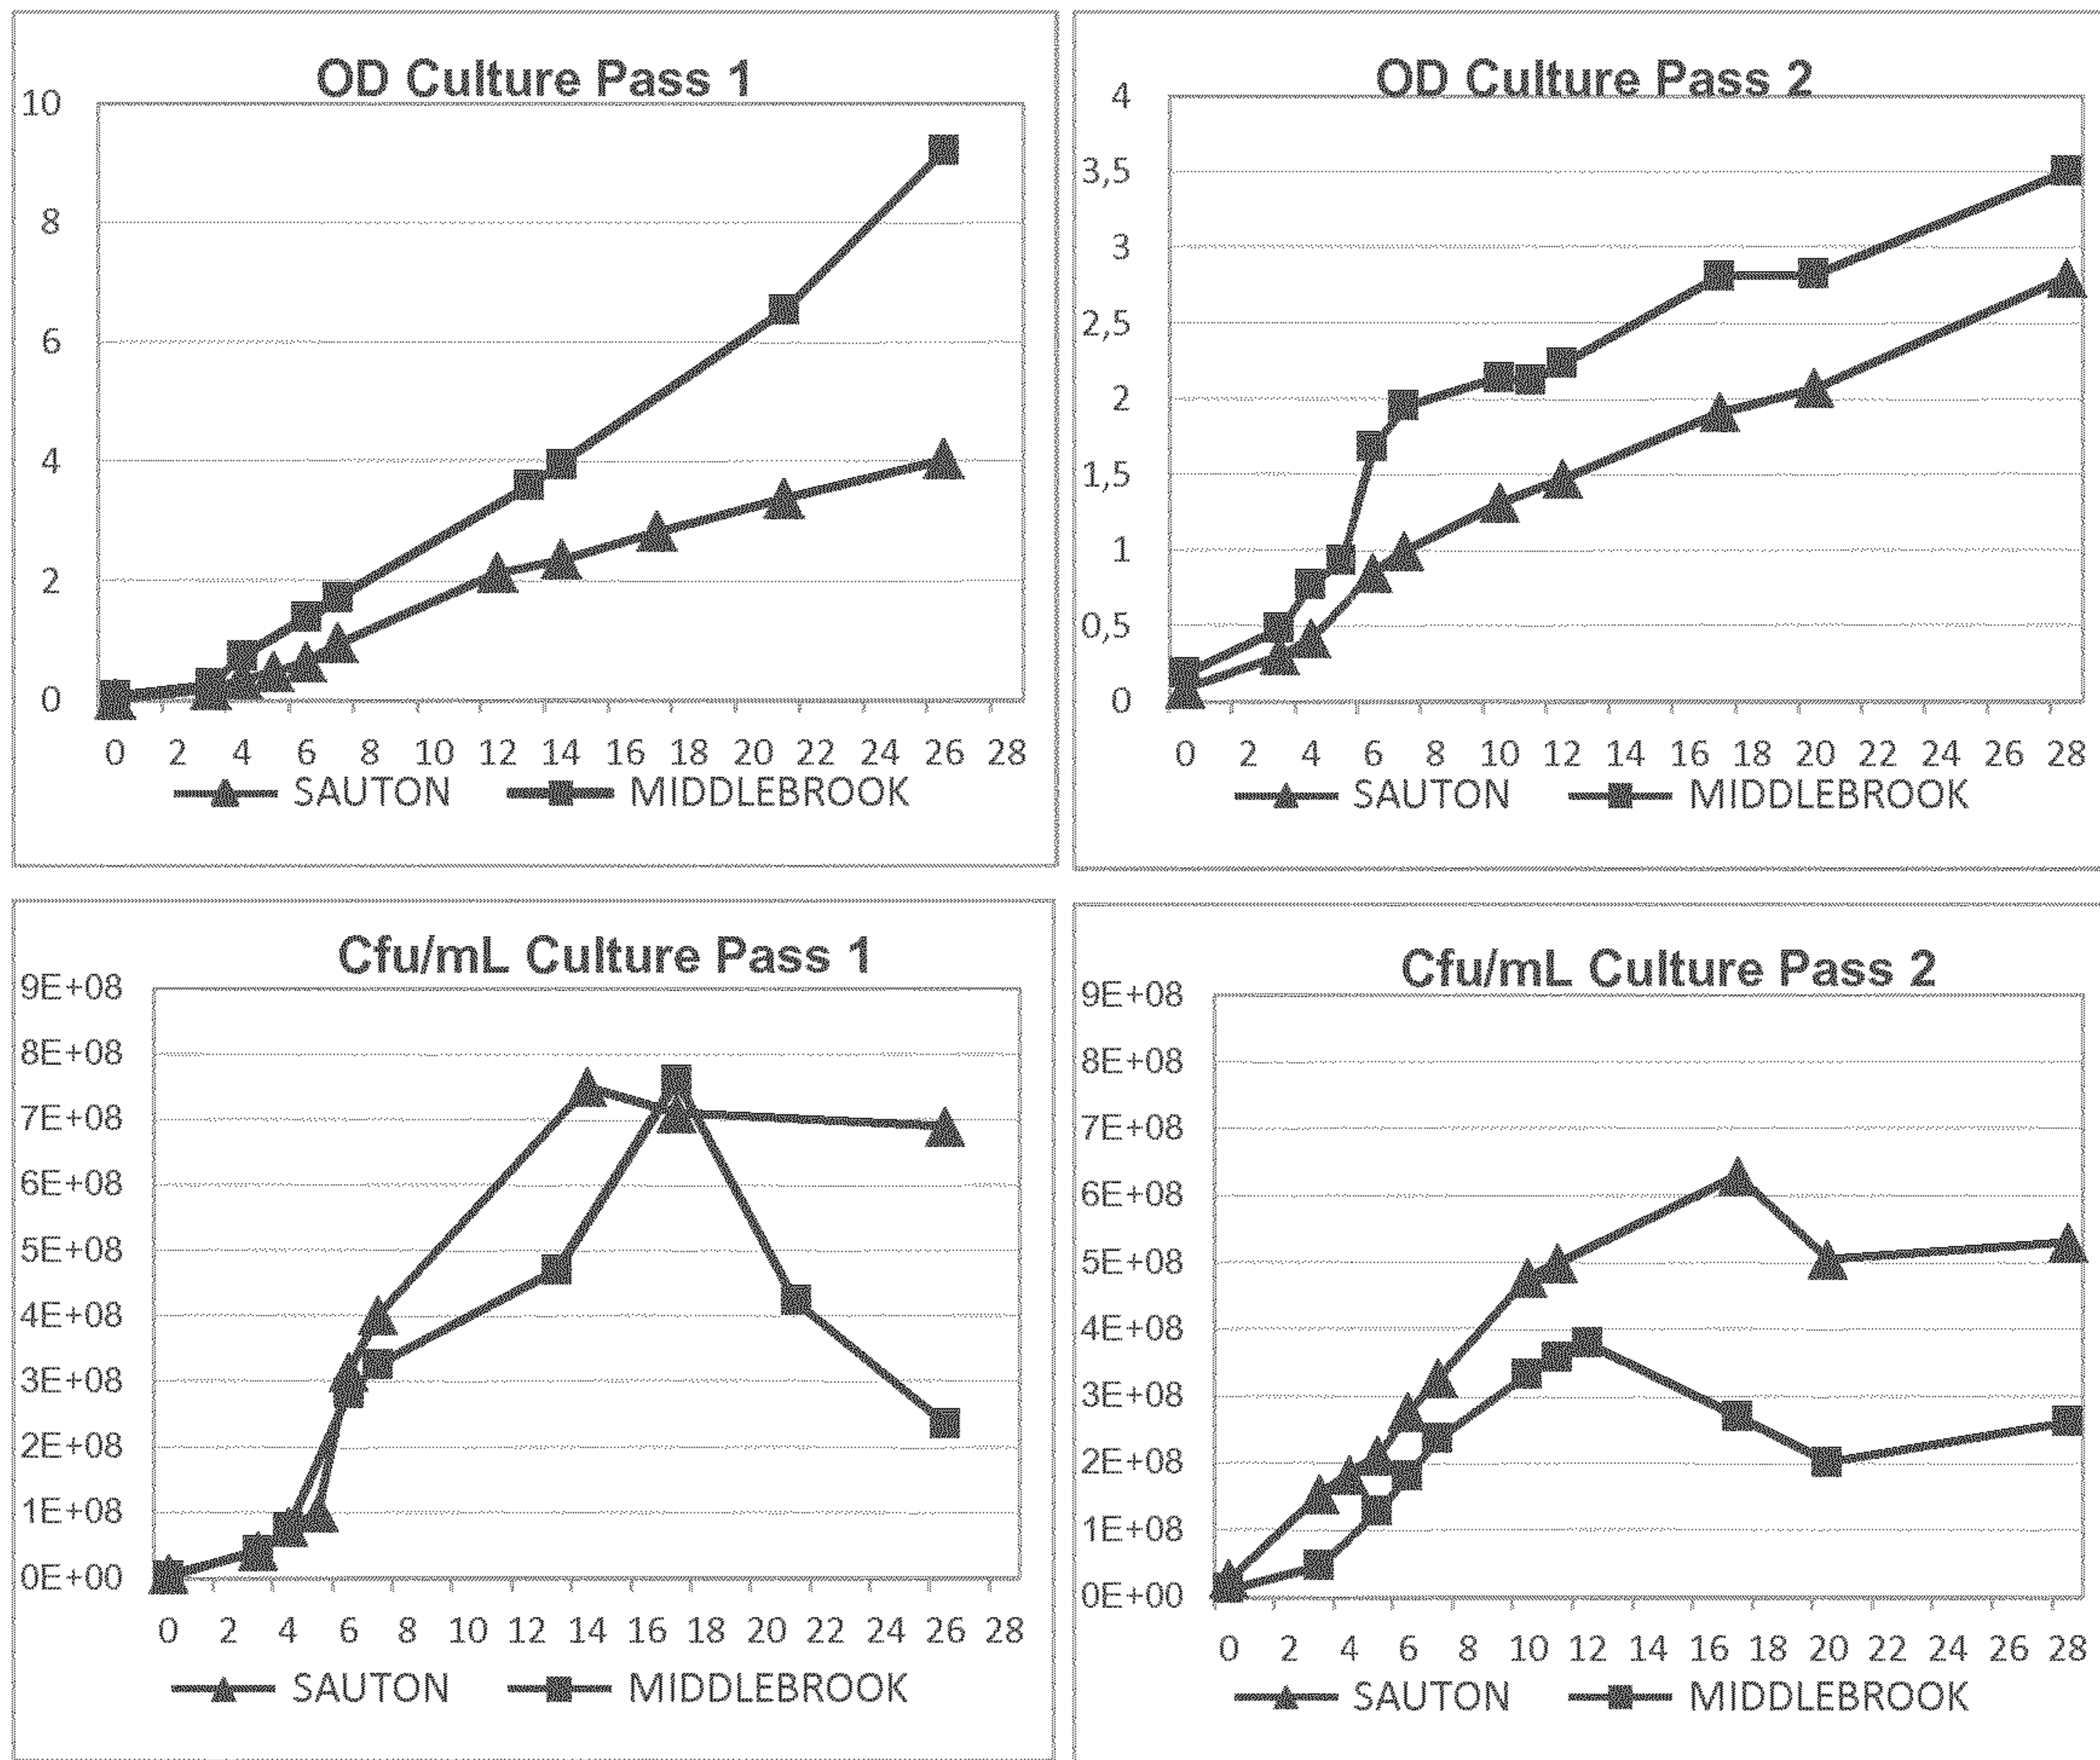 OD Culture Pass 1
10
8
6
4
2
0
0 2 4 6 8 10 12 14 16 18 20 22 24 26 28
SAUTON MIDDLEBROOK
OD Culture Pass 2
4
3,5
3
2,5
2
1,5
1
0,5
0
0 2 4 6 8 10 12 14 16 18 20 22 24 26 28
SAUTON MIDDLEBROOK
Cfu/mL Culture Pass 1
9E+08
8E+08
7E+08
6E+08
5E+08
4E+08
3E+08
2E+08
1E+08
0E+00
0 2 4 6 8 10 12 14 16 18 20 22 24 26 28
SAUTON MIDDLEBROOK
Cfu/mL Culture Pass 2
9E+08
8E+08
7E+08
6E+08
5E+08
4E+08
3E+08
2E+08
1E+08
0E+00
0 2 4 6 8 10 12 14 16 18 20 22 24 26 28
SAUTON MIDDLEBROOK